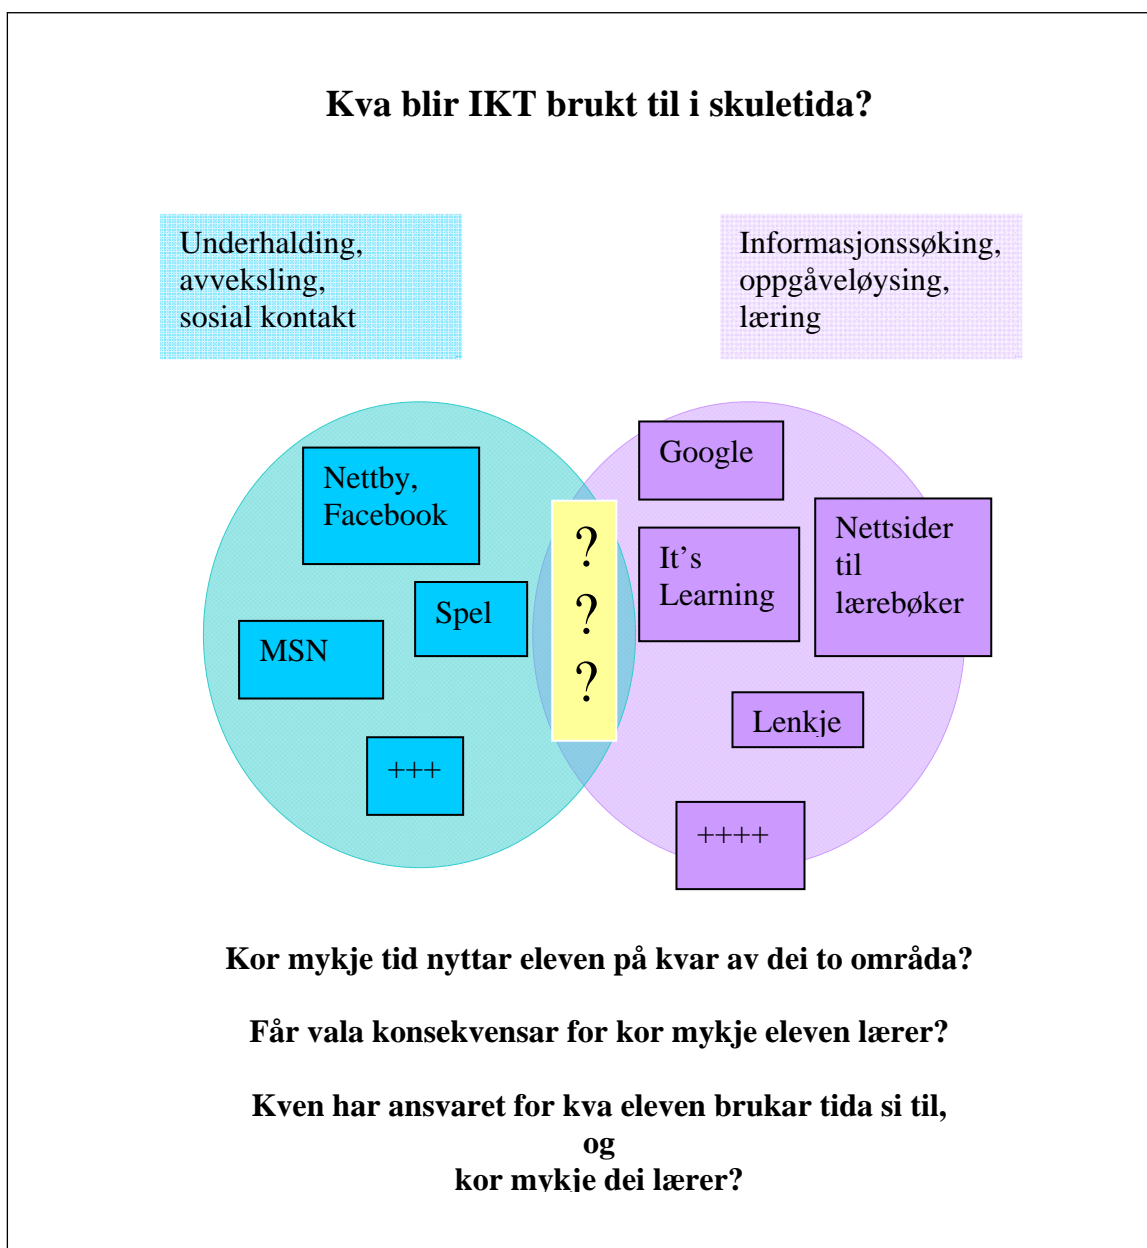 Kva blir IKT brukt til i skuletida?
Underhalding,
avveksling,
sosial kontakt
Informasjonssøking,
oppgåveløysing,
læring
Nettby,
Facebook
Spel
MSN
+++
?
?
?
Google
It’s
Learning
Nettsider
til
lærebøker
Lenkje
++++
Kor mykje tid nyttar eleven på kvar av dei to områda?
Får vala konsekvensar for kor mykje eleven lærer?
Kven har ansvaret for kva eleven brukar tida si til,
og
kor mykje dei lærer?